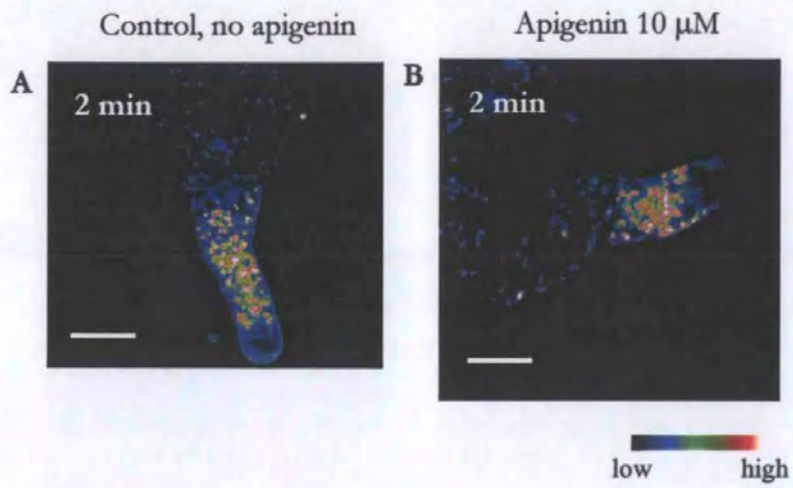 Control, no apigenin
Apigenin 10 µM
A
2 min
B
2 min
low
high